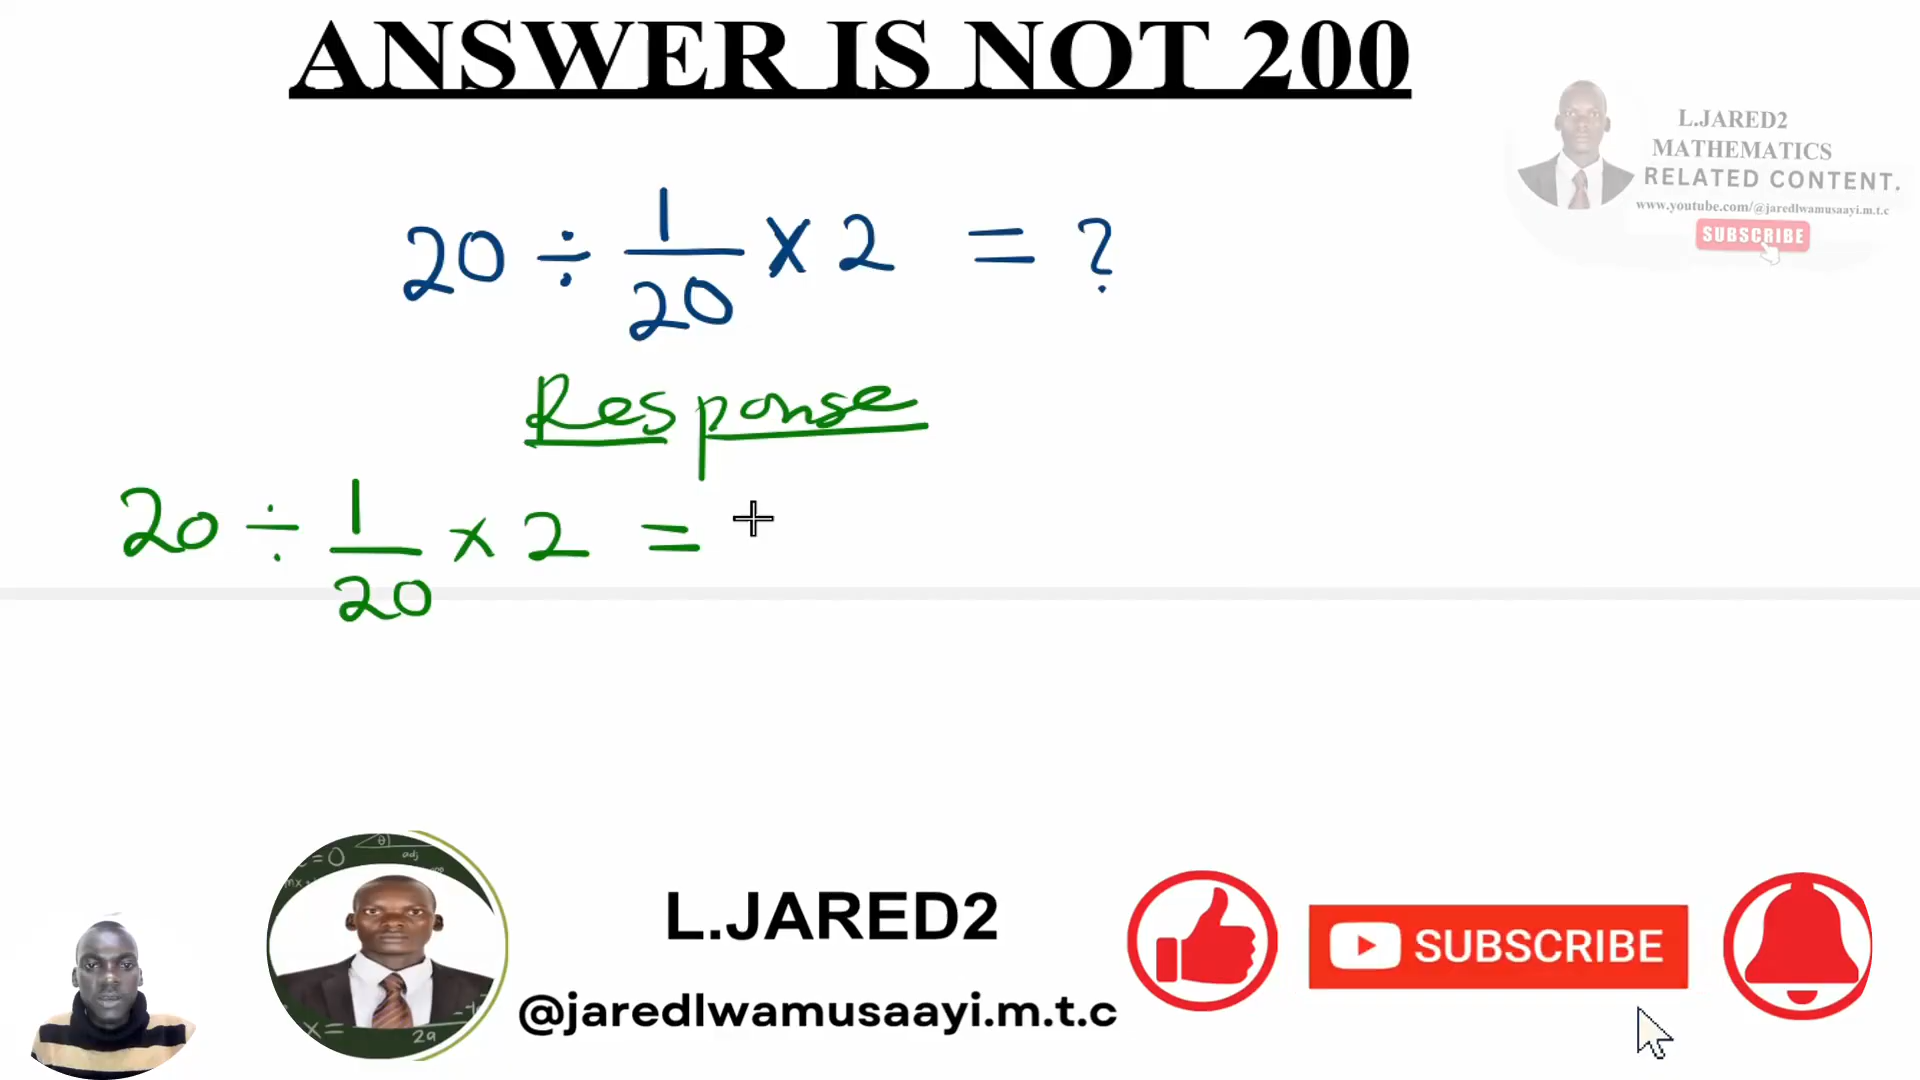 ANSWER IS NOT 200
L.JARED2
MATHEMATICS
RELATED CONTENT.
www.youtube.com/@jaredlwamusaayi.m.t.c
SUBSCRIBE
20 ÷ 1/20 × 2 = ?
Response
20 ÷ 1/20 × 2 =
L.JARED2
@jaredlwamusaayi.m.t.c
SUBSCRIBE